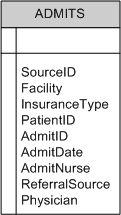 ADMITS
SourceID
Facility
InsuranceType
PatientID
AdmitID
AdmitDate
AdmitNurse
ReferralSource
Physician